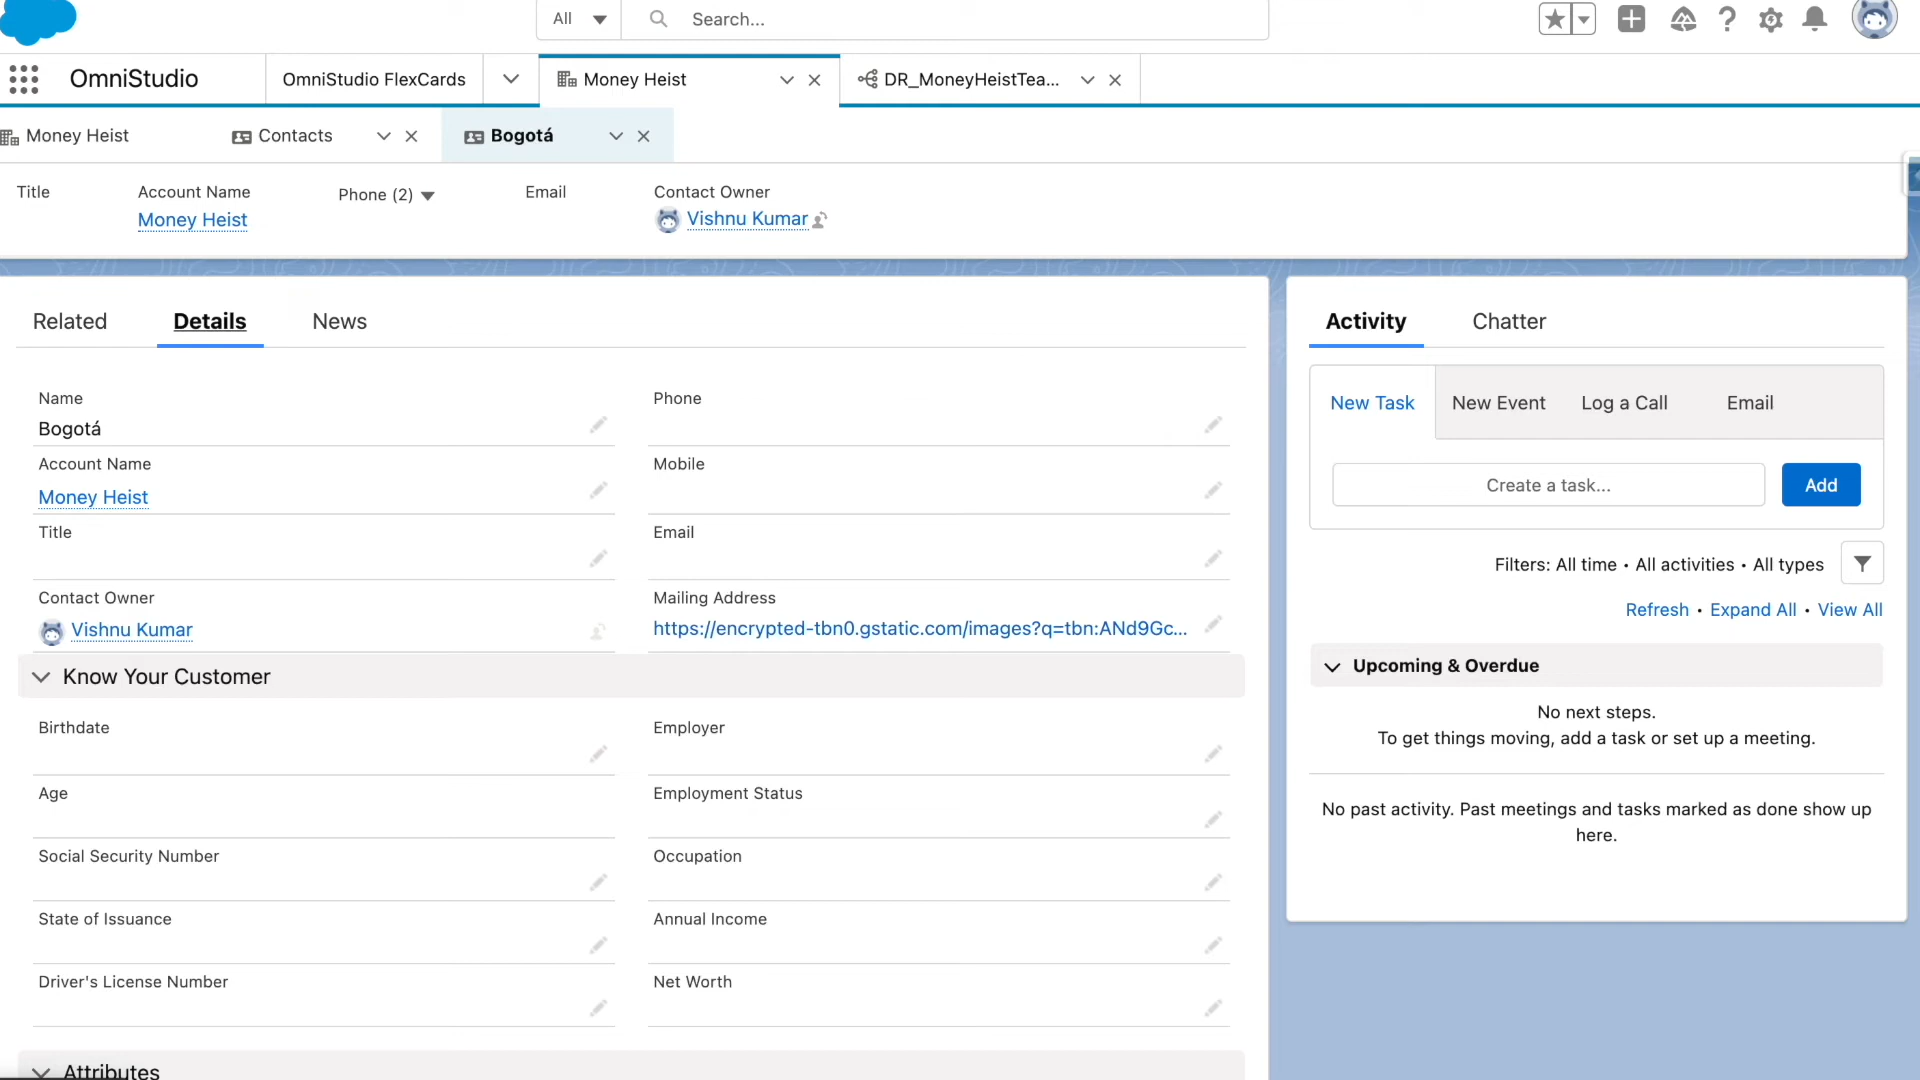 All
Search...
OmniStudio
OmniStudio FlexCards
Money Heist
DR_MoneyHeistTea...
Money Heist
Contacts
Bogotá
Title
Account Name
Phone (2)
Email
Contact Owner
Money Heist
Vishnu Kumar
Related
Details
News
Name
Bogotá
Phone
Account Name
Money Heist
Mobile
Title
Email
Contact Owner
Vishnu Kumar
Mailing Address
https://encrypted-tbn0.gstatic.com/images?q=tbn:ANd9Gc...
Know Your Customer
Birthdate
Employer
Age
Employment Status
Social Security Number
Occupation
State of Issuance
Annual Income
Driver's License Number
Net Worth
Attributes
Activity
Chatter
New Task
New Event
Log a Call
Email
Create a task...
Add
Filters: All time • All activities • All types
Refresh • Expand All • View All
Upcoming & Overdue
No next steps.
To get things moving, add a task or set up a meeting.
No past activity. Past meetings and tasks marked as done show up
here.